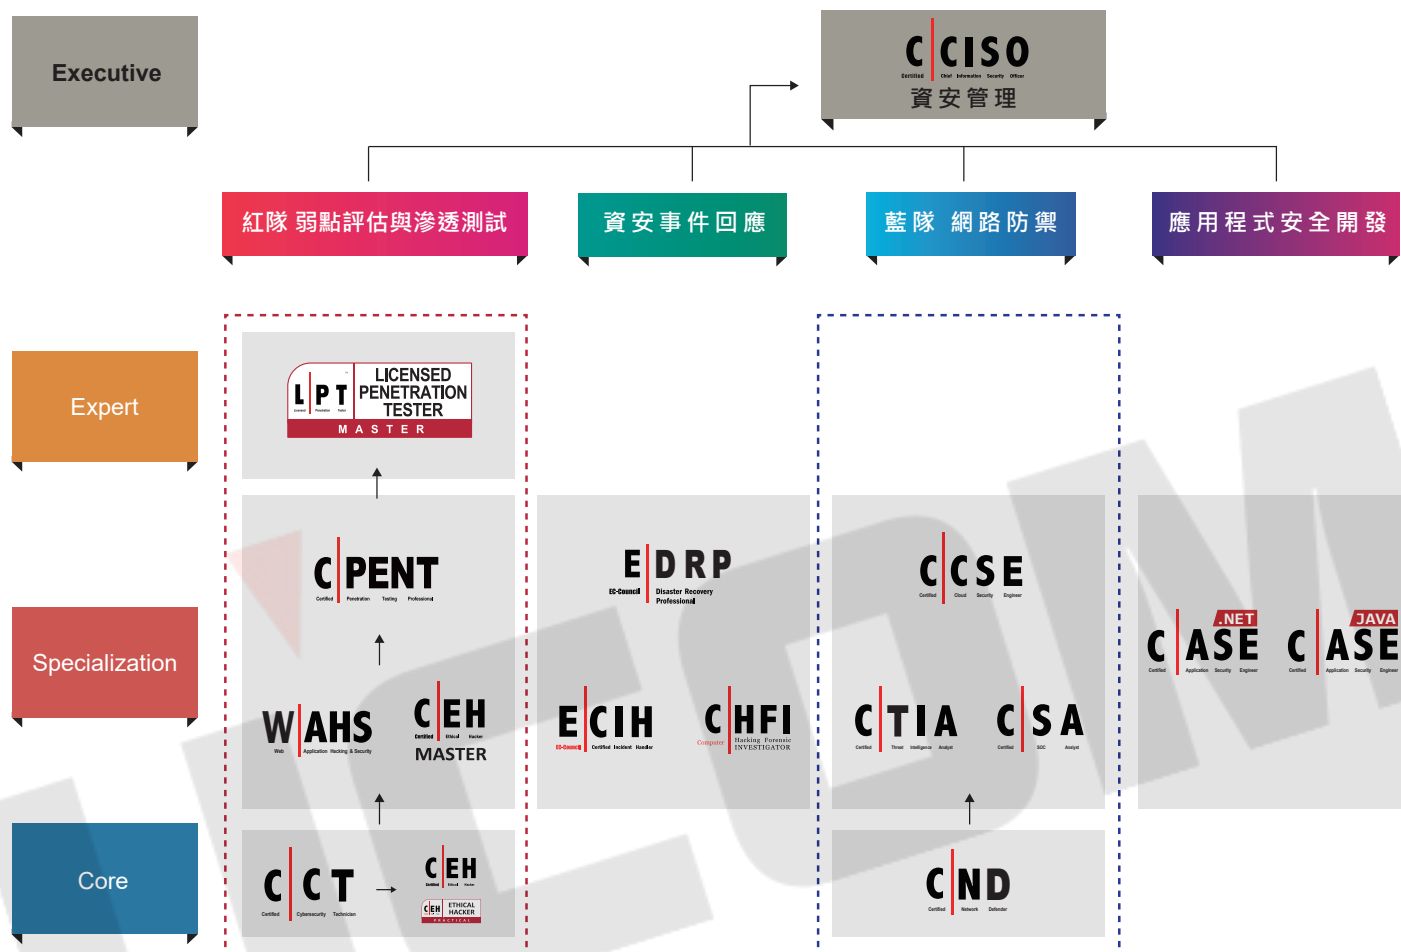 Executive
C CISO
Certified Chief Information Security Officer
資安管理
紅隊 弱點評估與滲透測試
資安事件回應
藍隊 網路防禦
應用程式安全開發
Expert
LPT
Licensed Penetration Tester
LICENSED
PENETRATION
TESTER
MASTER
Specialization
C PENT
Certified Penetration Testing Professional
W AHS
Web Application Hacking & Security
C EH
Certified Ethical Hacker
MASTER
E DRP
EC-Council Disaster Recovery
Professional
E CIH
EC-Council Certified Incident Handler
C HFI
Computer Hacking Forensic
INVESTIGATOR
C CSE
Certified Cloud Security Engineer
C TIA
Certified Threat Intelligence Analyst
C SA
Certified SOC Analyst
.NET
C ASE
Certified Application Security Engineer
JAVA
C ASE
Certified Application Security Engineer
Core
C CT
Certified Cybersecurity Technician
C EH
Certified Ethical Hacker
C EH
ETHICAL
HACKER
PRACTICAL
C ND
Certified Network Defender
UCOM